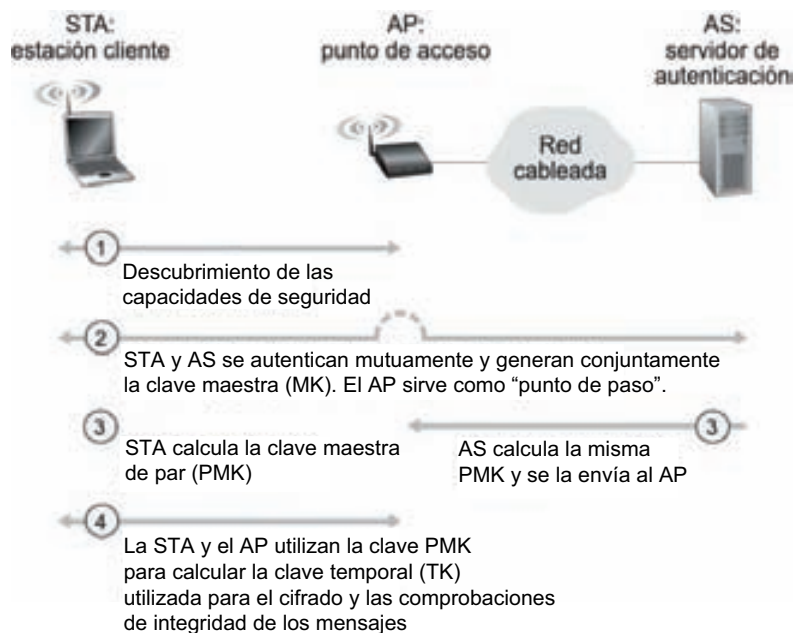 STA:
estación cliente
AP:
punto de acceso
AS:
servidor de
autenticación
Red
cableada
1
Descubrimiento de las
capacidades de seguridad
2
STA y AS se autentican mutuamente y generan conjuntamente
la clave maestra (MK). El AP sirve como “punto de paso”.
3
STA calcula la clave maestra
de par (PMK)
3
AS calcula la misma
PMK y se la envía al AP
4
La STA y el AP utilizan la clave PMK
para calcular la clave temporal (TK)
utilizada para el cifrado y las comprobaciones
de integridad de los mensajes